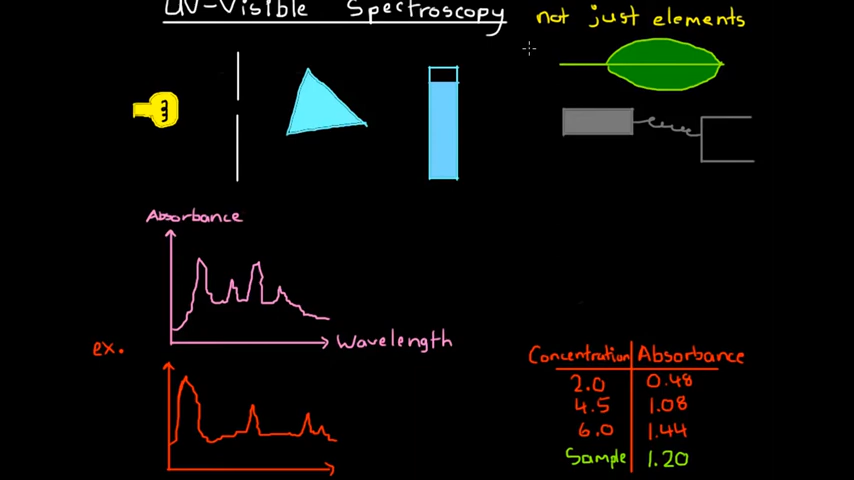 UV-Visible Spectroscopy
not just elements
Absorbance
Wavelength
ex.
Concentration Absorbance
2.0 0.48
4.5 1.08
6.0 1.44
Sample 1.20